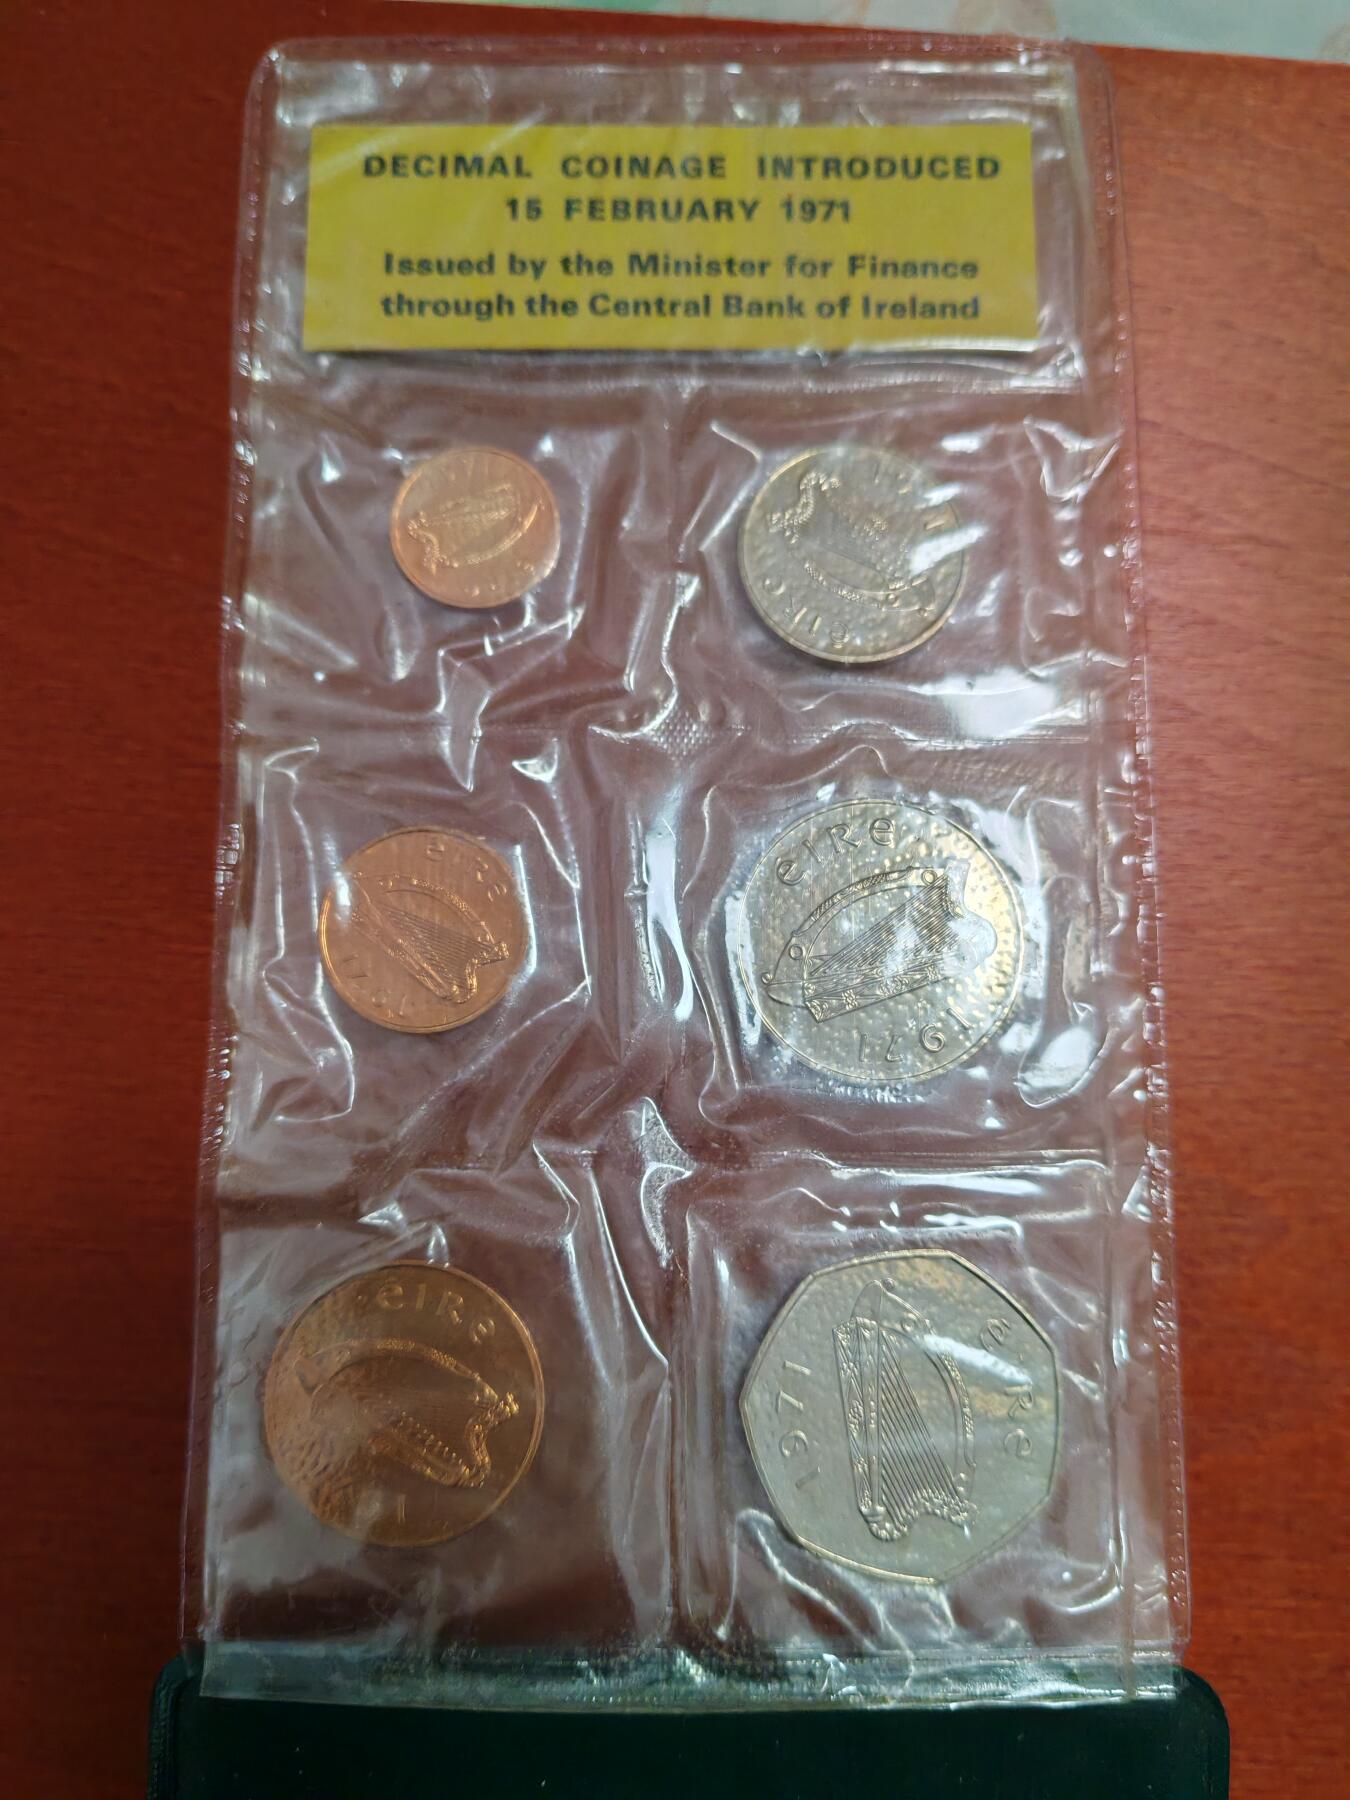 DECIMAL COINAGE INTRODUCED
15 FEBRUARY 1971
Issued by the Minister for Finance
through the Central Bank of Ireland
éIRe
éIRe
1971
éIRe
1971
éIRe
éIRe
1971